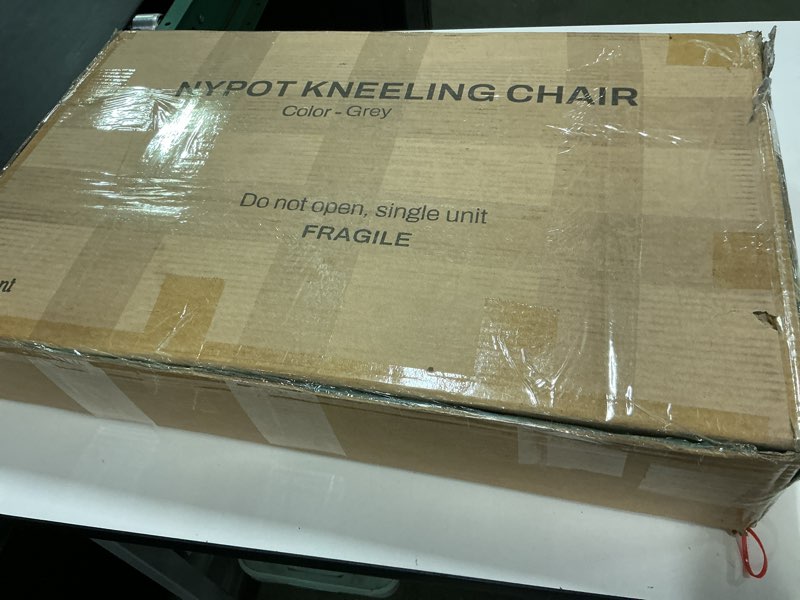 NYPOT KNEELING CHAIR
Color - Grey
Do not open, single unit
FRAGILE